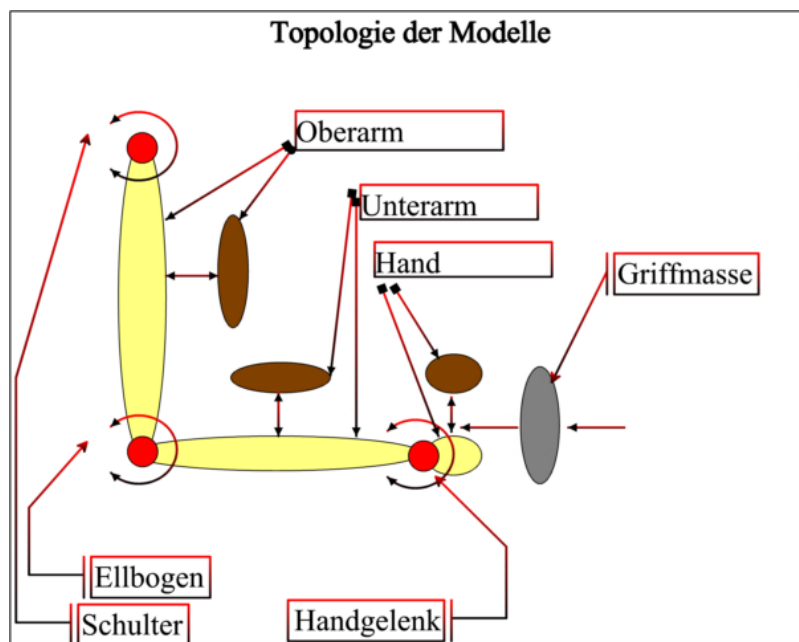 Topologie der Modelle
Oberarm
Unterarm
Hand
Griffmasse
Ellbogen
Schulter
Handgelenk